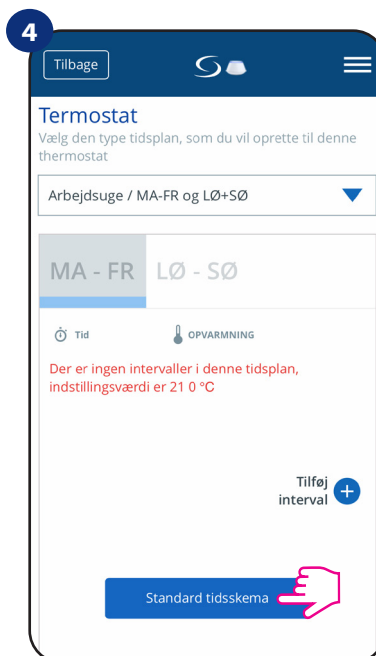 4
Tilbage
Termostat
Vælg den type tidsplan, som du vil oprette til denne
thermostat
Arbejdsuge / MA-FR og LØ+SØ
MA - FR LØ - SØ
Tid OPVARMNING
Der er ingen intervaller i denne tidsplan,
indstillingsværdi er 21 0 °C
Tilføj
interval
Standard tidsskema